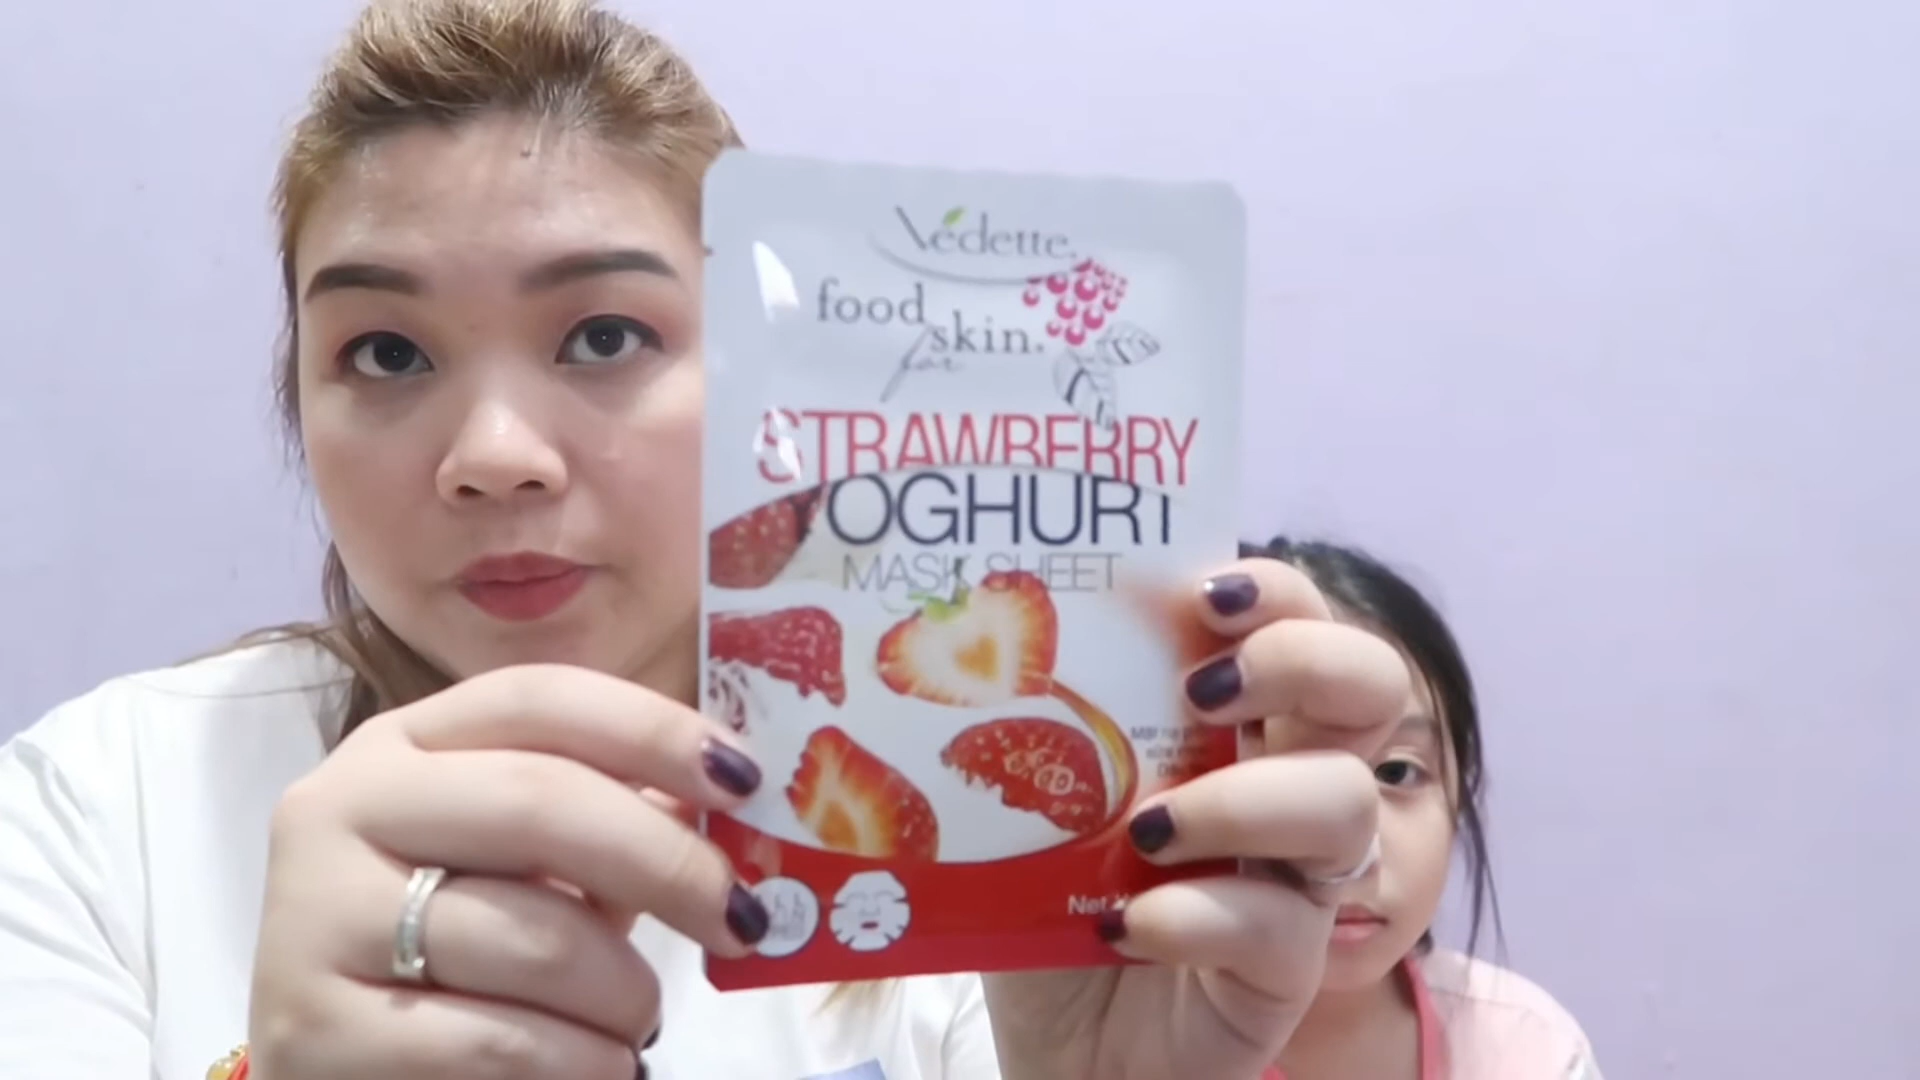 Vedette
food
for skin.
STRAWBERRY
YOGHURT
MASK SHEET
Net